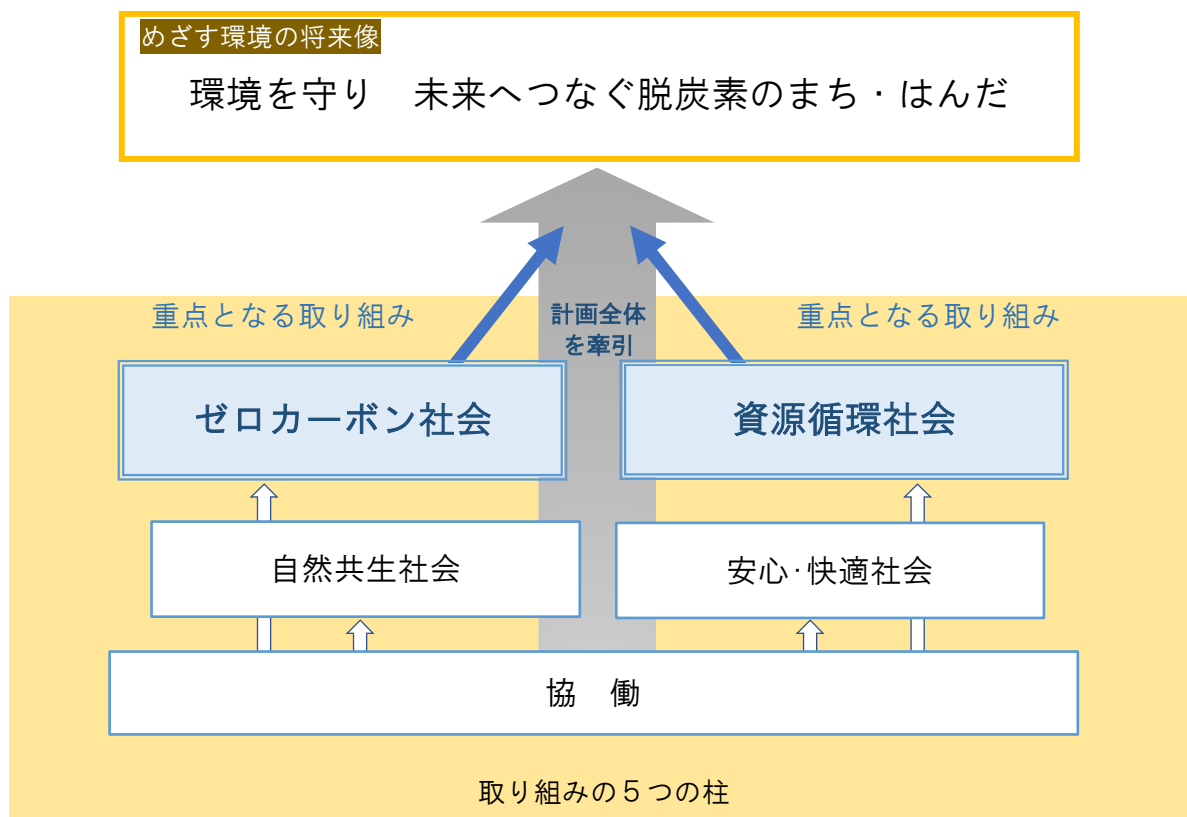 めざす環境の将来像
環境を守り　未来へつなぐ脱炭素のまち・はんだ
重点となる取り組み
計画全体
を牽引
重点となる取り組み
ゼロカーボン社会
資源循環社会
自然共生社会
安心・快適社会
協　働
取り組みの５つの柱